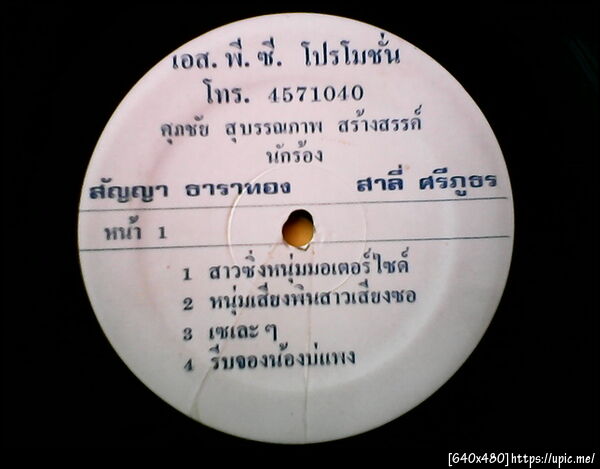 เอส. พี. ซี. โปรโมชั่น
โทร. 4571040
ศุภชัย สุบรรณภาพ สร้างสรรค์
นักร้อง
สัญญา ธาราทอง สาลี่ ศรีภูธร
หน้า 1
1 สาวซิ่งหนุ่มมอเตอร์ไซด์
2 หนุ่มเสียงพินสาวเสียงซอ
3 เซเละ ๆ
4 รีบจองน้องบ่แพง
[640x480]https://upic.me/